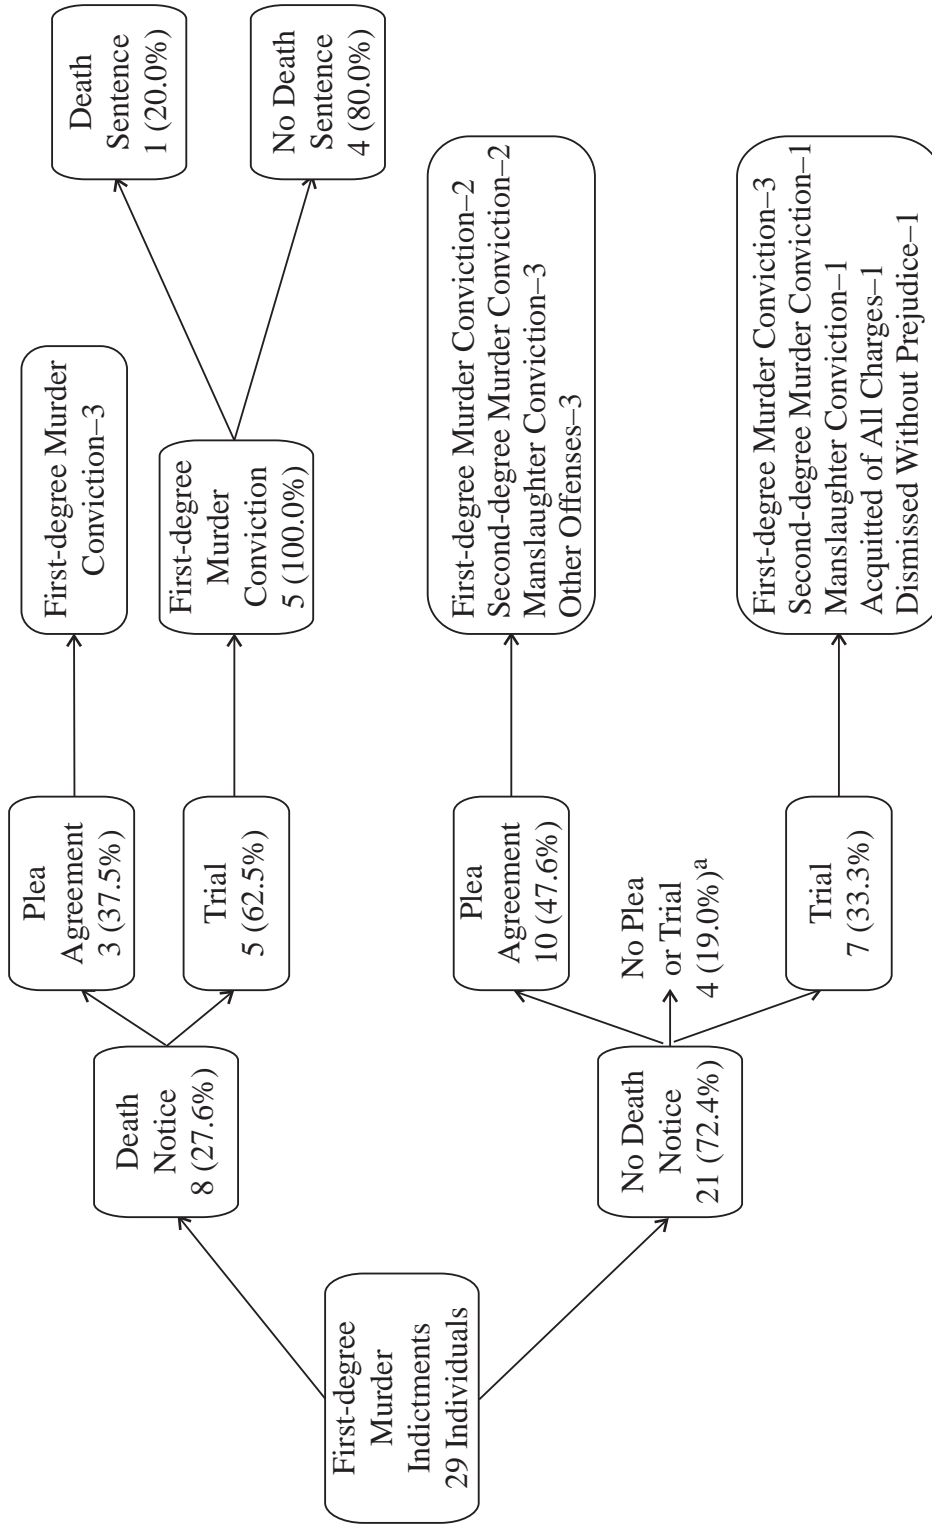 First-degree
Murder
Indictments
29 Individuals
Death
Notice
8 (27.6%)
No Death
Notice
21 (72.4%)
Plea
Agreement
3 (37.5%)
Trial
5 (62.5%)
Plea
Agreement
10 (47.6%)
No Plea
or Trial
4 (19.0%)a
Trial
7 (33.3%)
First-degree Murder
Conviction–3
First-degree
Murder
Conviction
5 (100.0%)
First-degree Murder Conviction–2
Second-degree Murder Conviction–2
Manslaughter Conviction–3
Other Offenses–3
First-degree Murder Conviction–3
Second-degree Murder Conviction–1
Manslaughter Conviction–1
Acquitted of All Charges–1
Dismissed Without Prejudice–1
Death
Sentence
1 (20.0%)
No Death
Sentence
4 (80.0%)